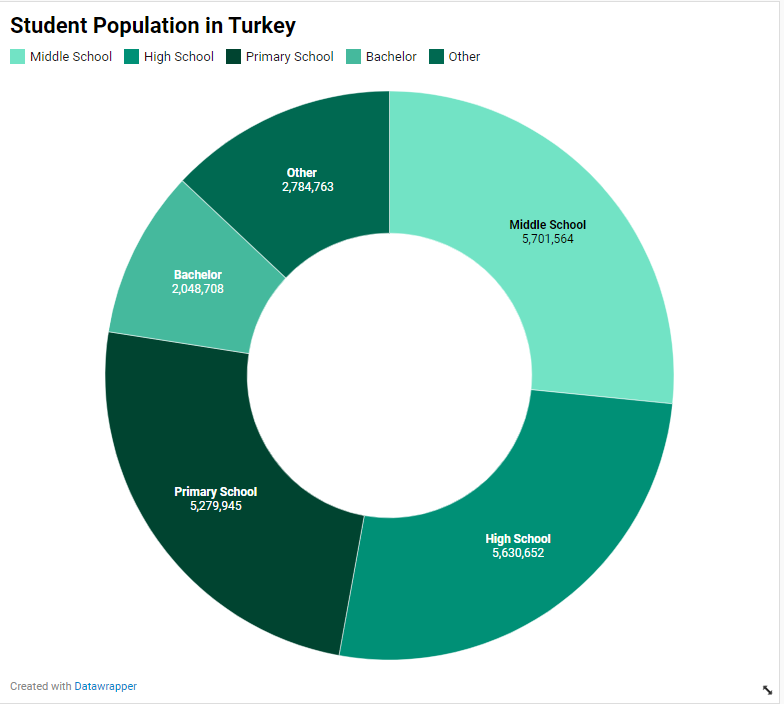 Student Population in Turkey
Middle School High School Primary School Bachelor Other
Other
2,784,763
Middle School
5,701,564
Bachelor
2,048,708
Primary School
5,279,945
High School
5,630,652
Created with Datawrapper